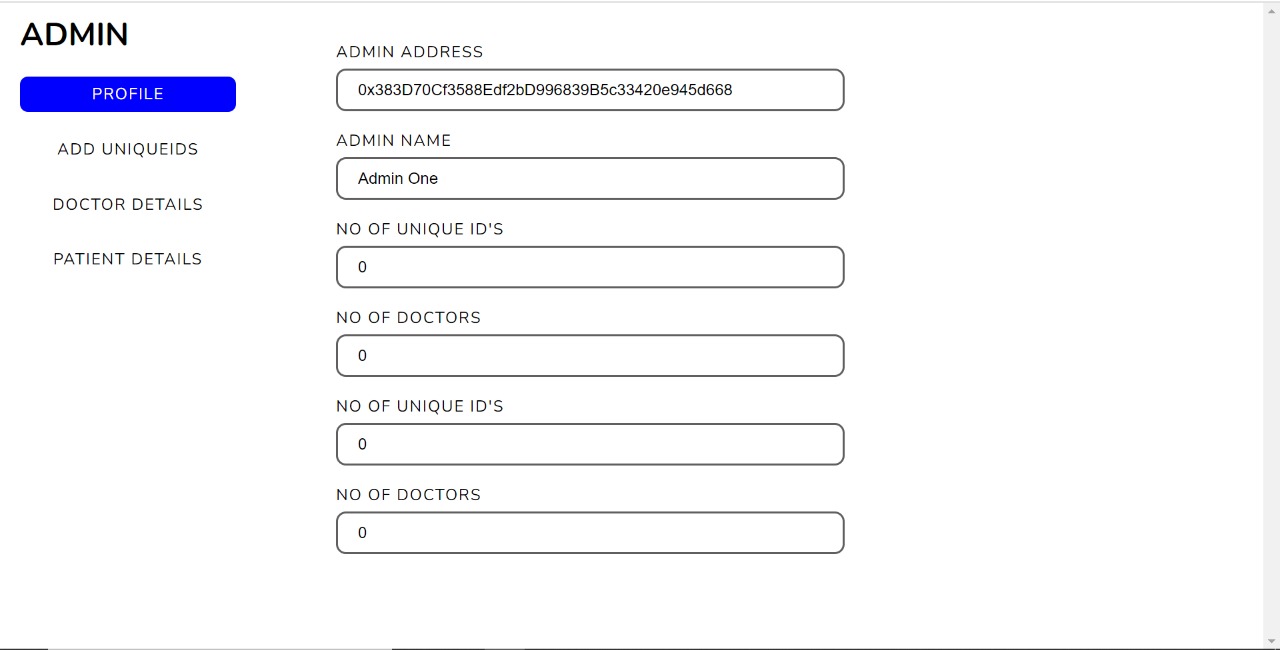 ADMIN
PROFILE
ADD UNIQUEIDS
DOCTOR DETAILS
PATIENT DETAILS
ADMIN ADDRESS
0x383D70Cf3588Edf2bD996839B5c33420e945d668
ADMIN NAME
Admin One
NO OF UNIQUE ID'S
0
NO OF DOCTORS
0
NO OF UNIQUE ID'S
0
NO OF DOCTORS
0